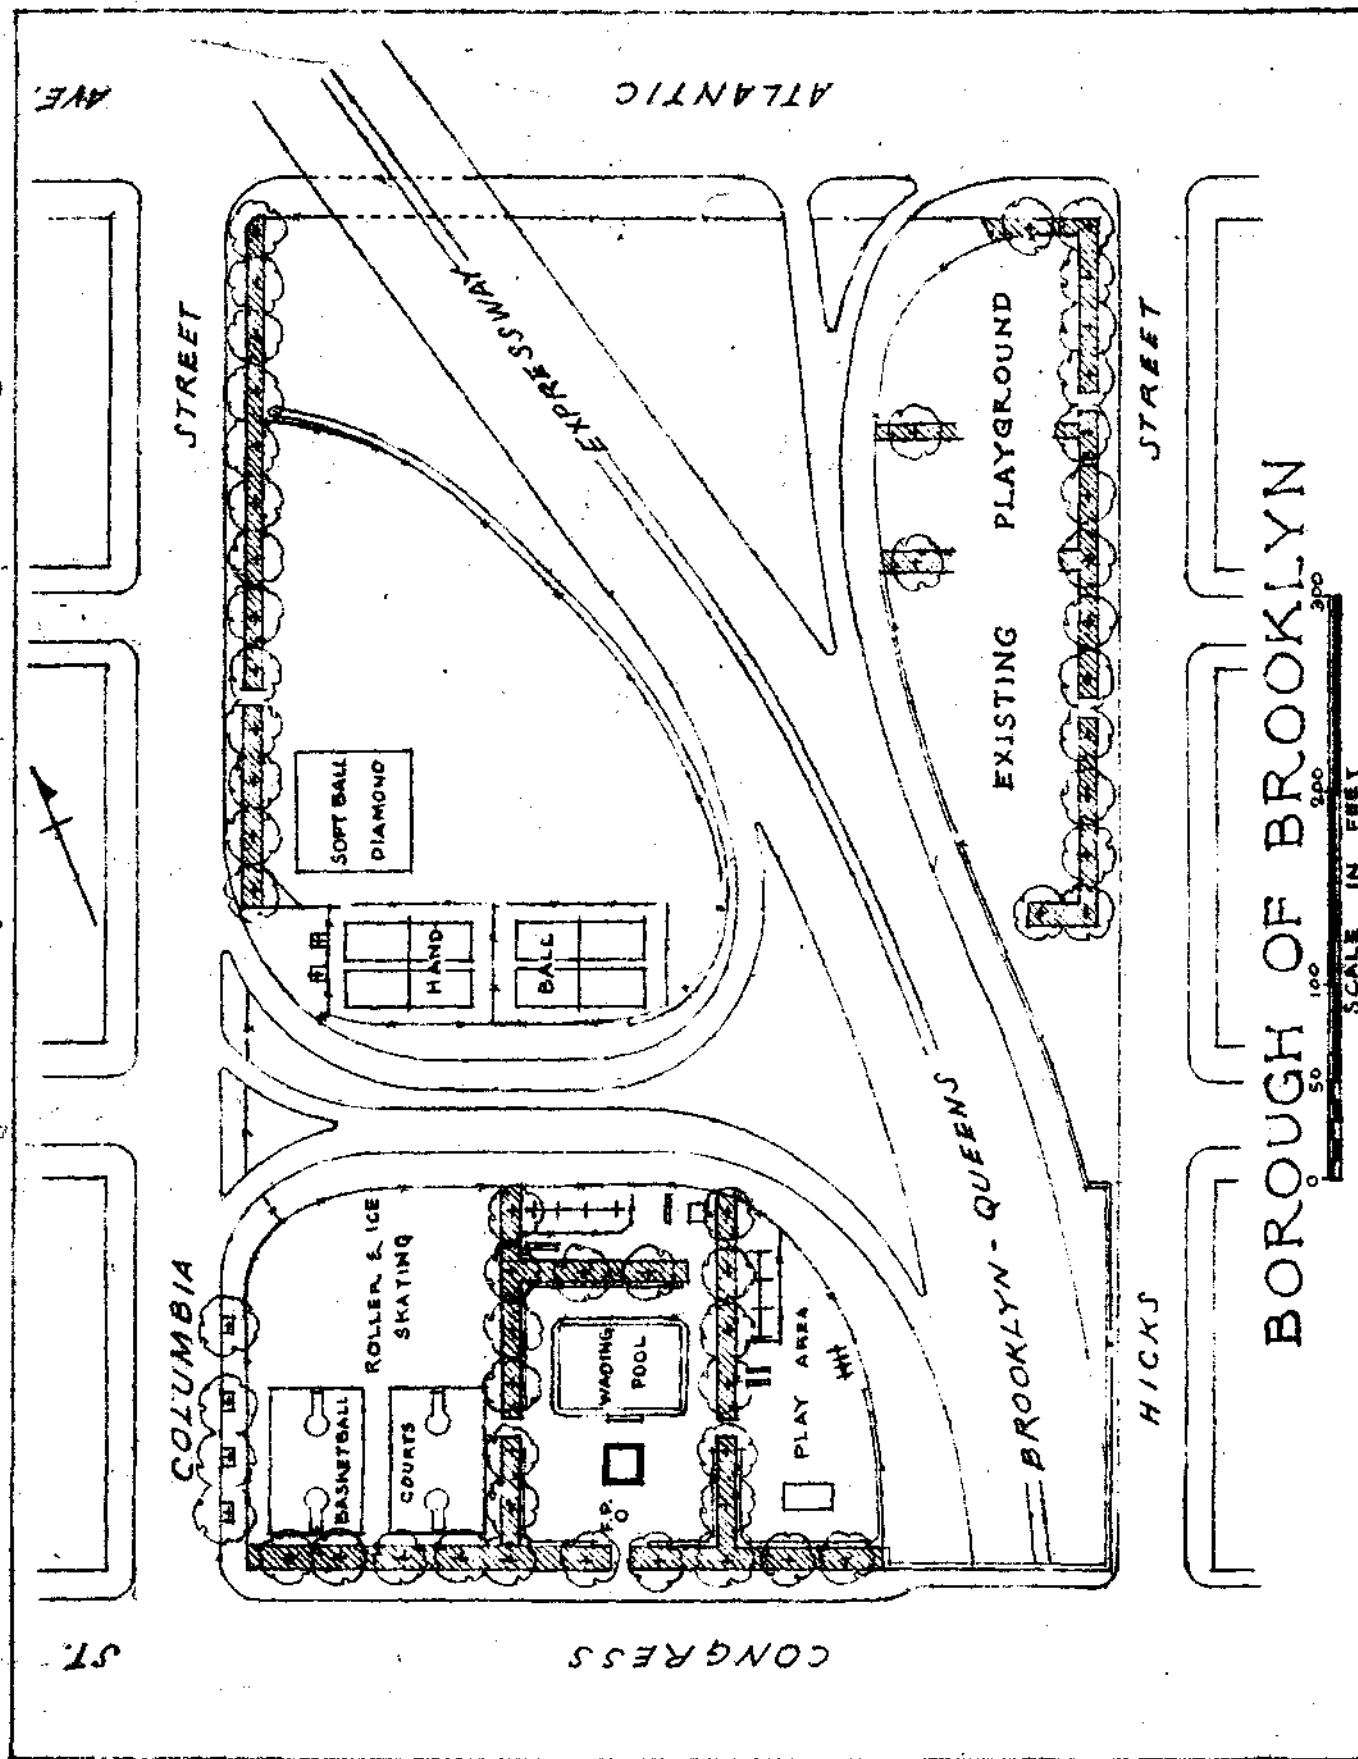 ATLANTIC AVE.
COLUMBIA STREET
EXPRESSWAY
EXISTING PLAYGROUND
SOFT BALL
DIAMOND
HAND
BALL
BROOKLYN - QUEENS
ROLLER & ICE
SKATING
BASKETBALL
COURTS
WADING
POOL
F.P.
PLAY AREA
HICKS STREET
CONGRESS ST.
BOROUGH OF BROOKLYN
0 50 100 200 300
SCALE IN FEET